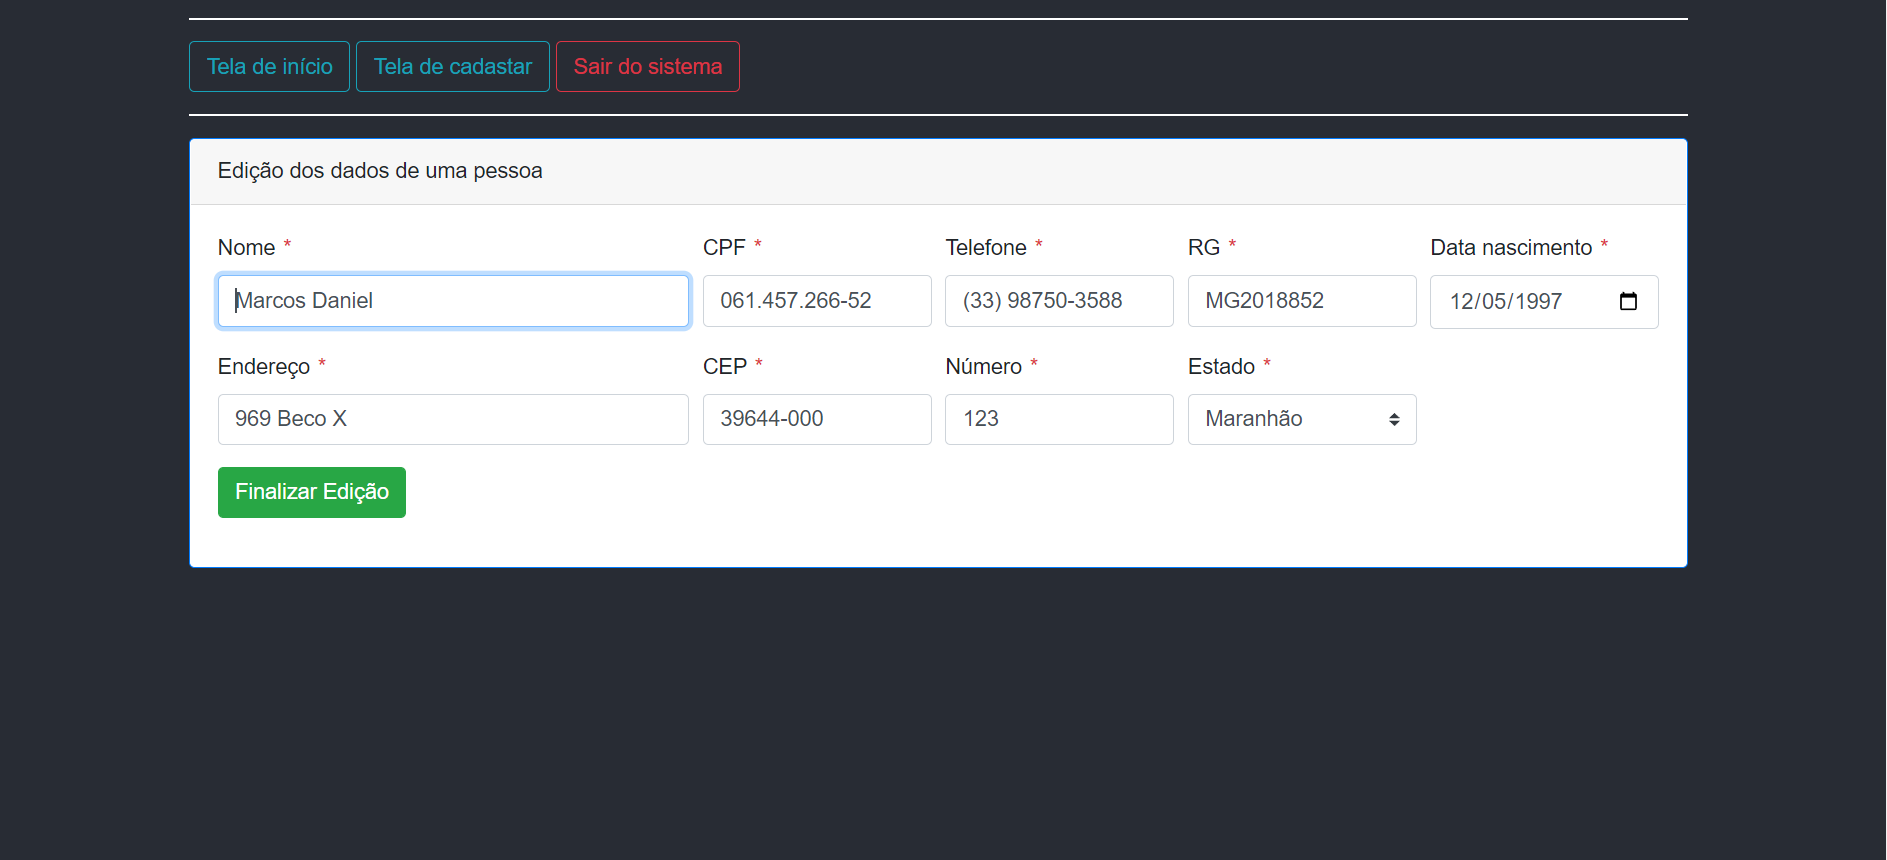 Tela de início Tela de cadastar Sair do sistema
Edição dos dados de uma pessoa
Nome * CPF * Telefone * RG * Data nascimento *
Marcos Daniel 061.457.266-52 (33) 98750-3588 MG2018852 12/05/1997
Endereço * CEP * Número * Estado *
969 Beco X 39644-000 123 Maranhão
Finalizar Edição